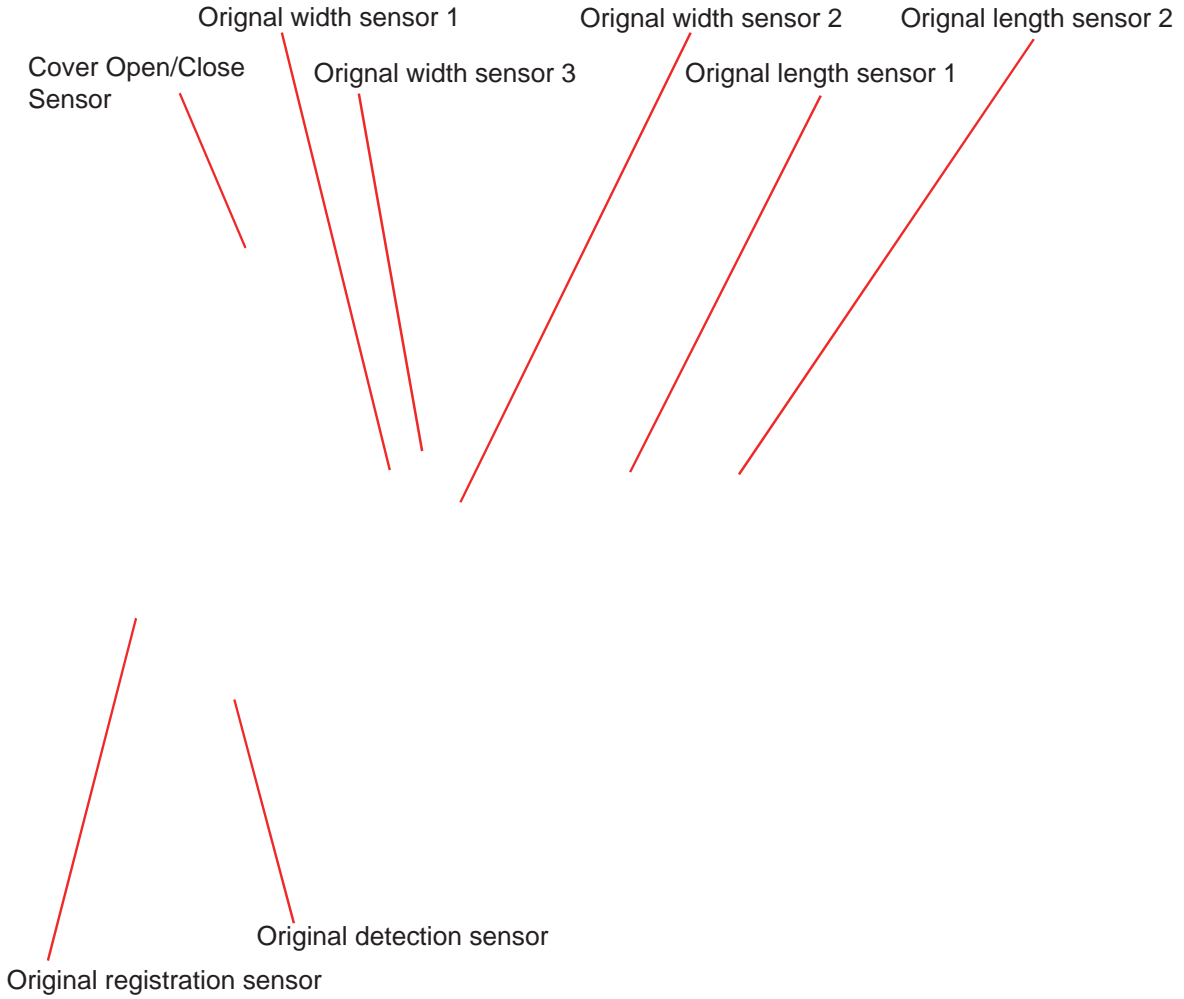 Orignal width sensor 1
Orignal width sensor 2
Orignal length sensor 2
Cover Open/Close
Sensor
Orignal width sensor 3
Orignal length sensor 1
Original detection sensor
Original registration sensor